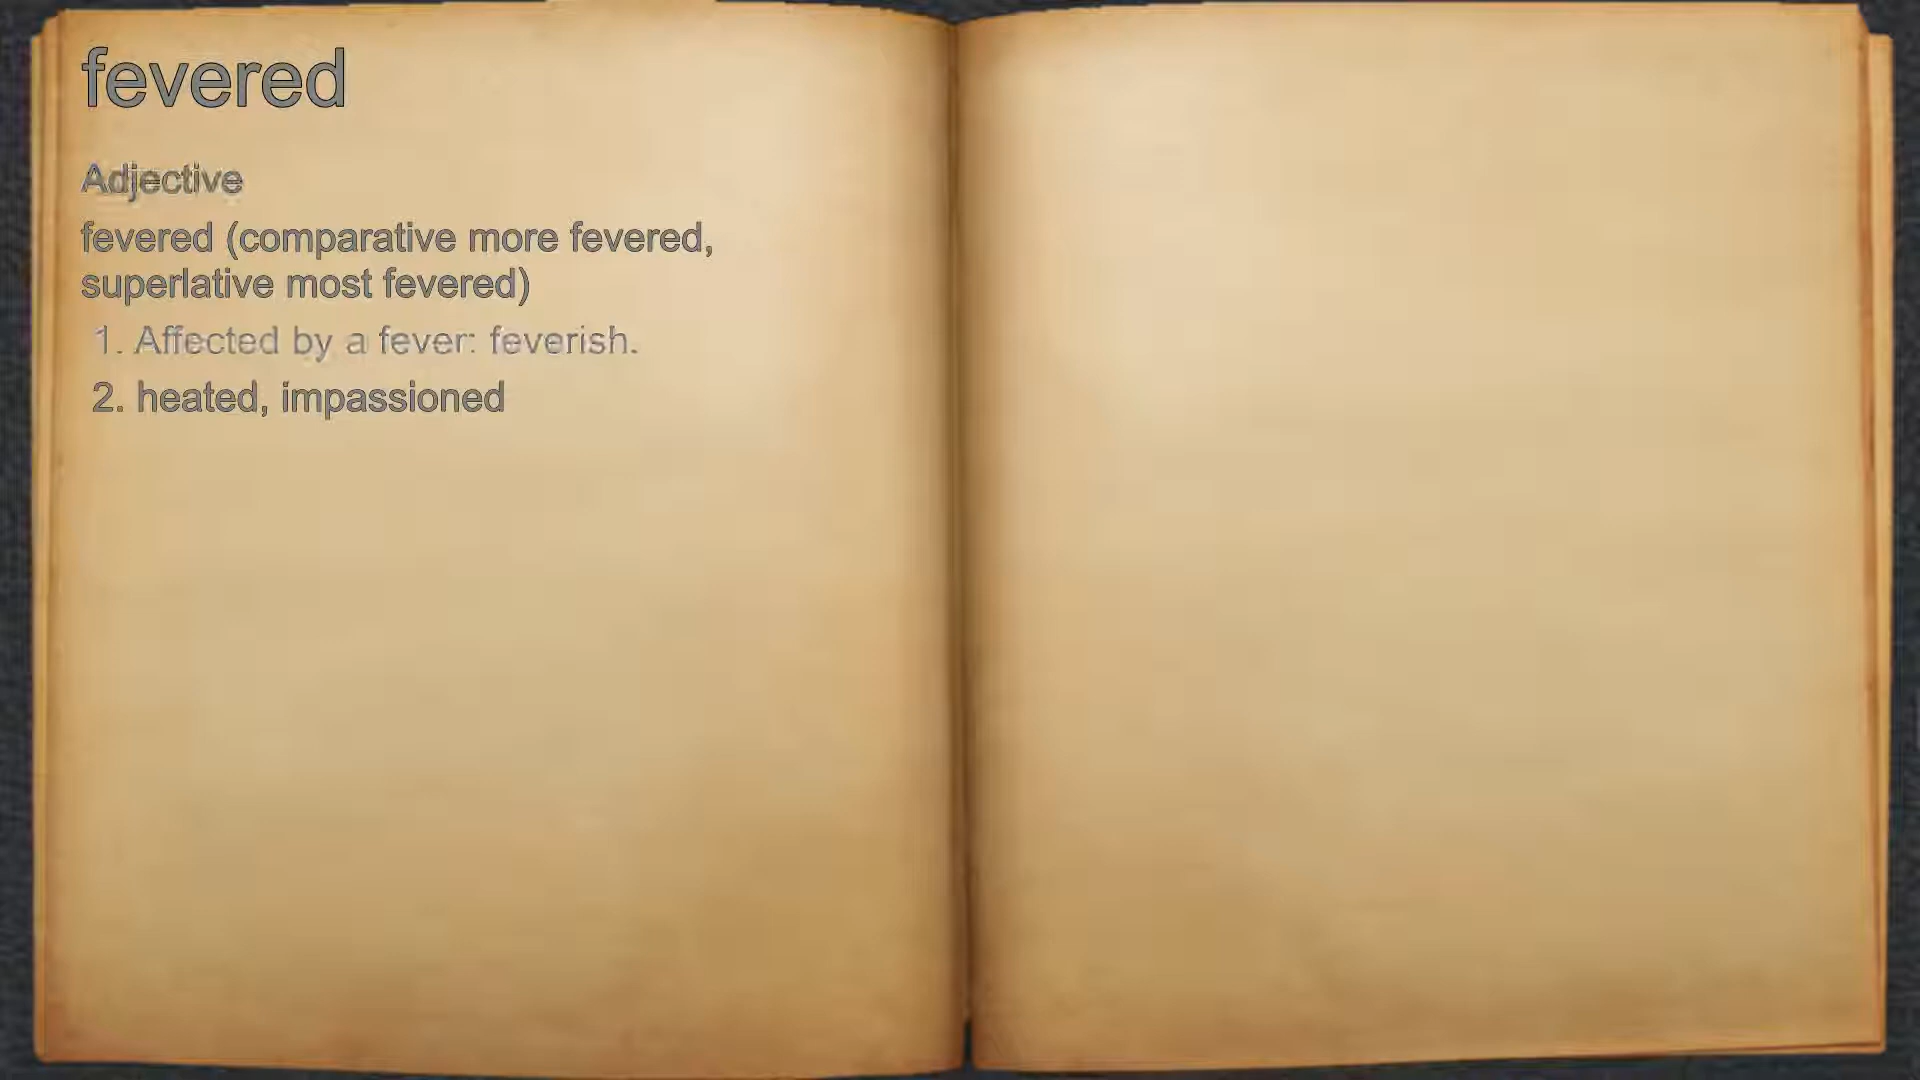 fevered
Adjective
fevered (comparative more fevered,
superlative most fevered)
1. Affected by a fever: feverish.
2. heated, impassioned